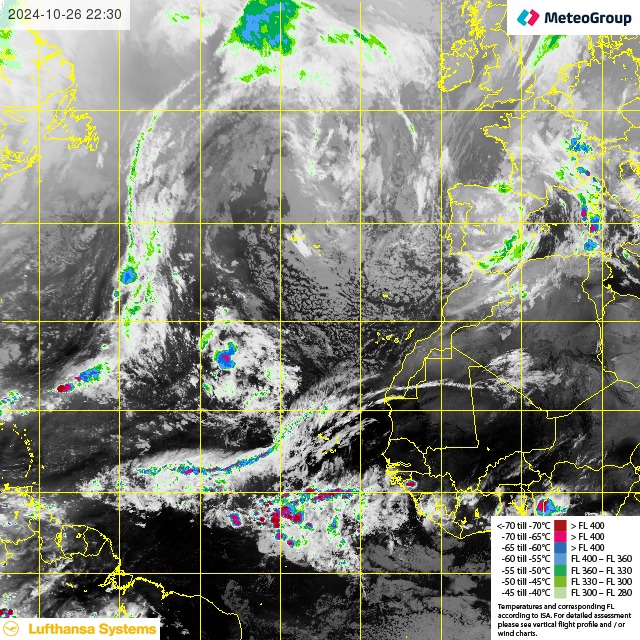 2024-10-26 22:30
MeteoGroup
<-70 till -70°C > FL 400
-70 till -65°C > FL 400
-65 till -60°C > FL 400
-60 till -55°C FL 400 – FL 360
-55 till -50°C FL 360 – FL 330
-50 till -45°C FL 330 – FL 300
-45 till -40°C FL 300 – FL 280
Temperatures and corresponding FL
according to ISA. For detailed assessment
please see vertical flight profile and / or
wind charts.
Lufthansa Systems